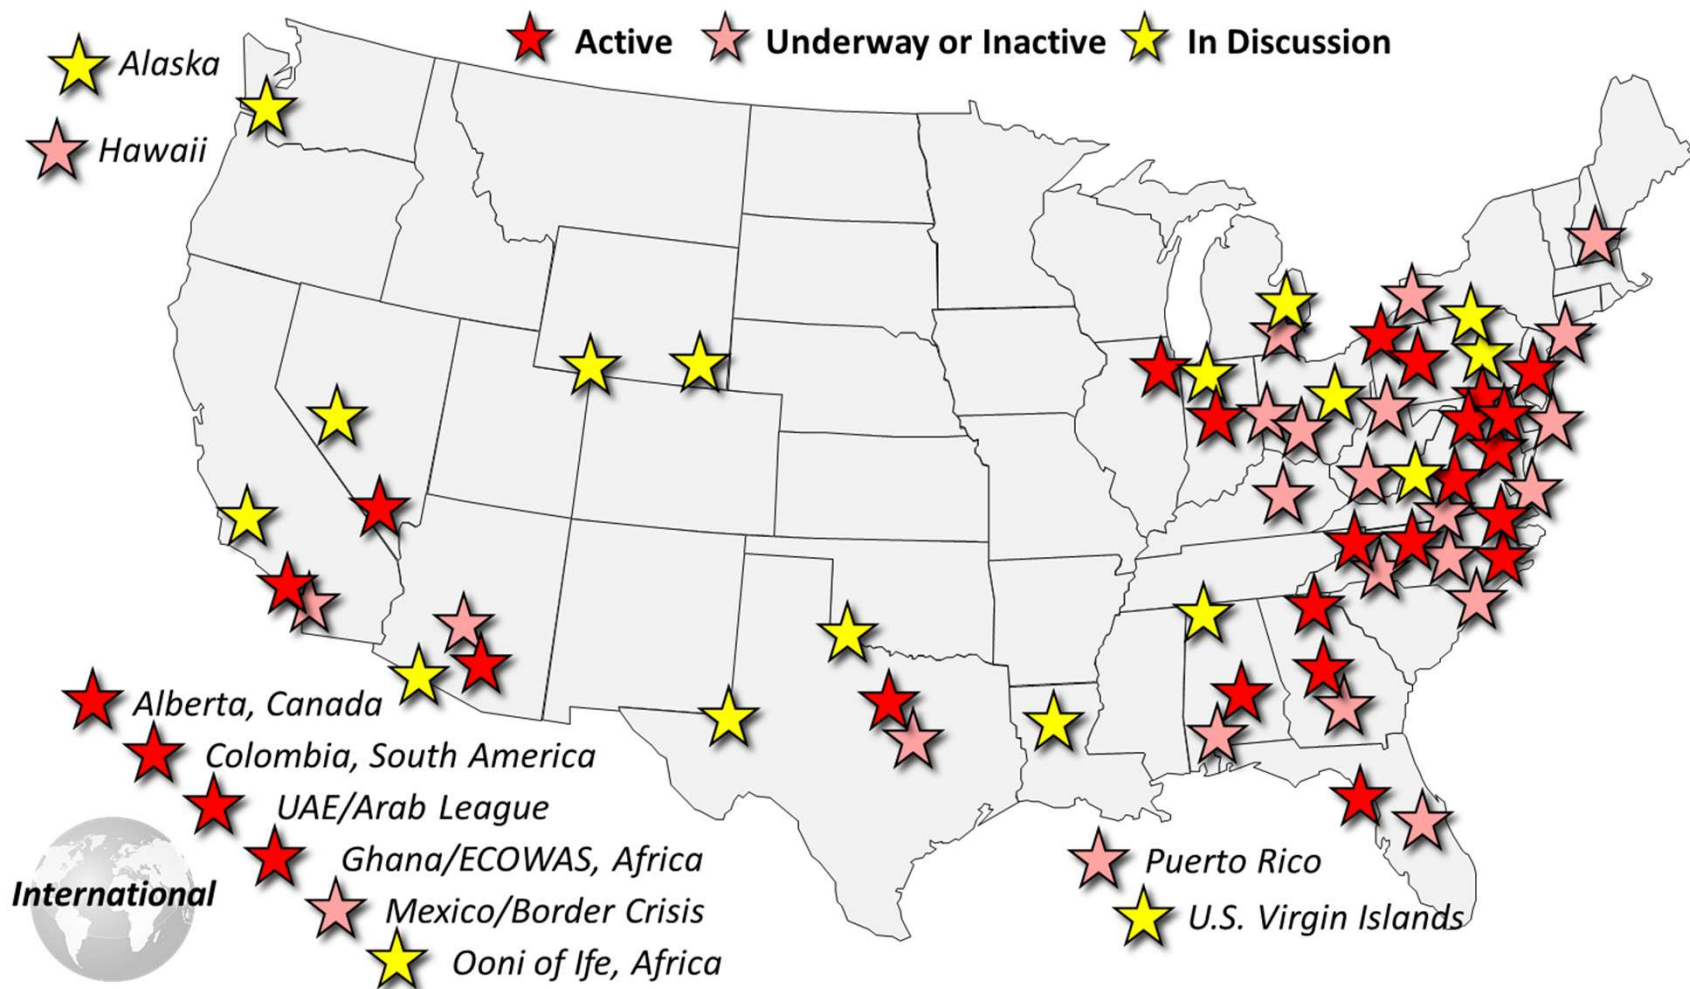 Active
Underway or Inactive
In Discussion
Alaska
Hawaii
Alberta, Canada
Colombia, South America
UAE/Arab League
Ghana/ECOWAS, Africa
Mexico/Border Crisis
Ooni of Ife, Africa
International
Puerto Rico
U.S. Virgin Islands